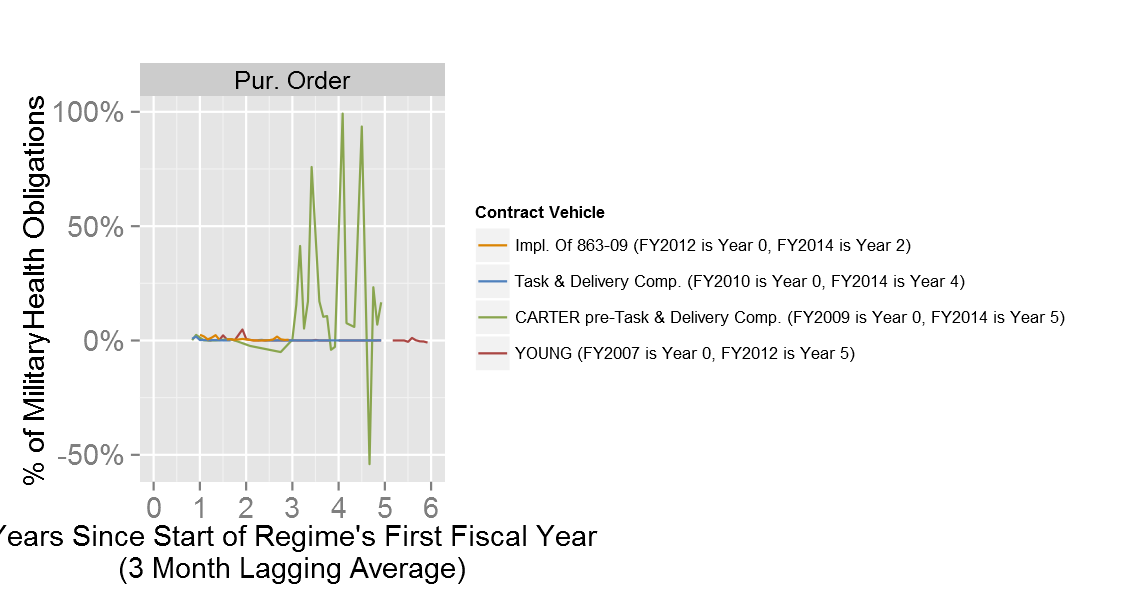 Pur. Order
% of MilitaryHealth Obligations
100%
50%
0%
-50%
0 1 2 3 4 5 6
Years Since Start of Regime's First Fiscal Year
(3 Month Lagging Average)
Contract Vehicle
Impl. Of 863-09 (FY2012 is Year 0, FY2014 is Year 2)
Task & Delivery Comp. (FY2010 is Year 0, FY2014 is Year 4)
CARTER pre-Task & Delivery Comp. (FY2009 is Year 0, FY2014 is Year 5)
YOUNG (FY2007 is Year 0, FY2012 is Year 5)